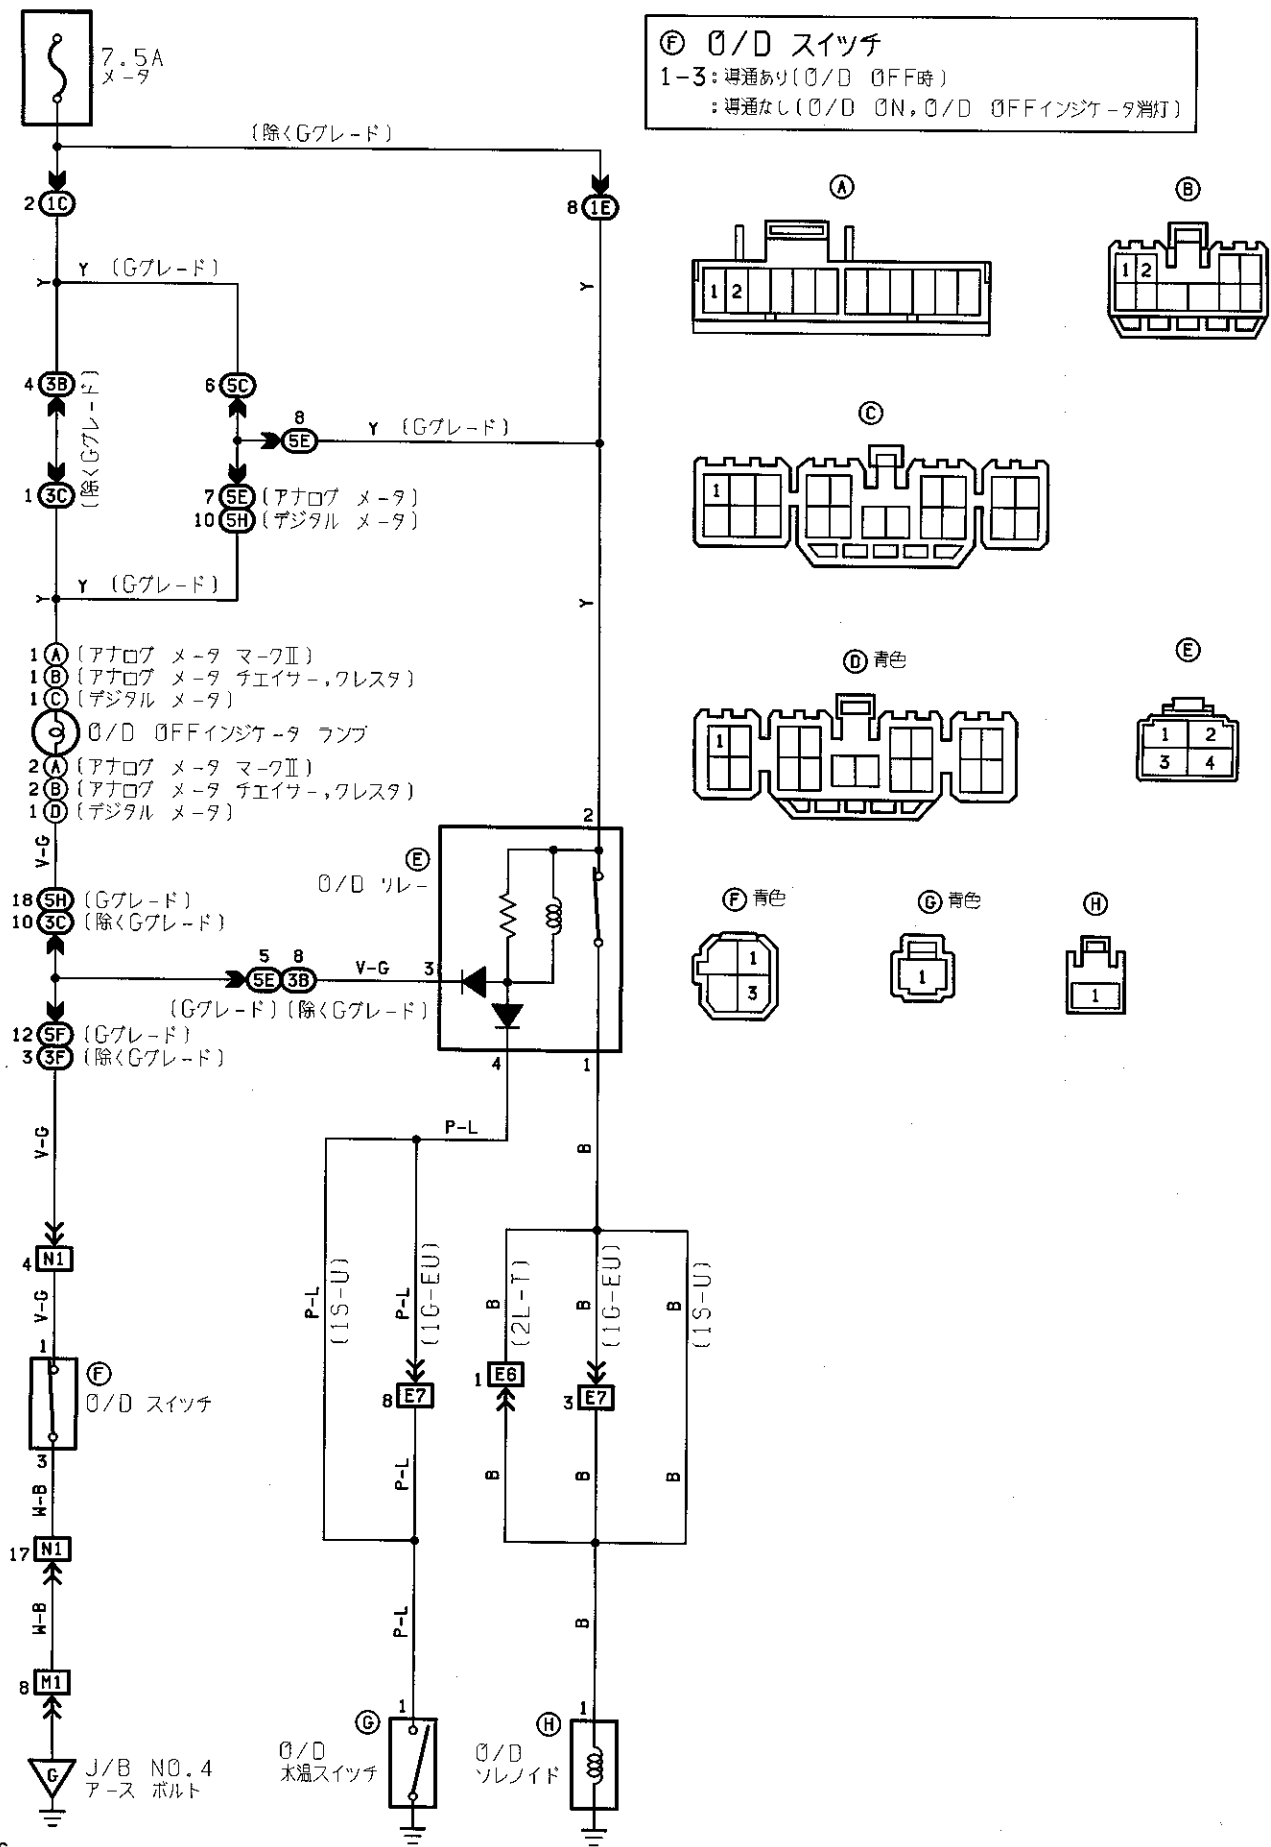 7.5A
メータ
Ⓕ O/D スイッチ
1-3:導通あり(O/D OFF時)
:導通なし(O/D ON,O/D OFFインジケータ消灯)
(除くGグレード)
2 1C
8 1E
Ⓐ
Ⓑ
1 2
1 2
Y (Gグレード)
Y
Y
4 3B
(除くGグレード)
6 5C
8
5E
Y (Gグレード)
Ⓒ
1
1 3C
7 5E (アナログ メータ)
10 5H (デジタル メータ)
Y (Gグレード)
Y
Y
1 Ⓐ (アナログ メータ マークⅡ)
1 Ⓑ (アナログ メータ チェイサー,クレスタ)
1 Ⓒ (デジタル メータ)
O/D OFFインジケータ ランプ
2 Ⓐ (アナログ メータ マークⅡ)
2 Ⓑ (アナログ メータ チェイサー,クレスタ)
1 Ⓓ (デジタル メータ)
Ⓓ 青色
1
Ⓔ
1 2
3 4
V-G
2
Ⓔ
O/D リレー
18 5H (Gグレード)
10 3C (除くGグレード)
5 8
5E 3B
V-G
3
(Gグレード)(除くGグレード)
12 5F (Gグレード)
3 3F (除くGグレード)
4
1
Ⓕ 青色
1
3
Ⓖ 青色
1
Ⓗ
1
V-G
P-L
B
4 N1
V-G
P-L
(1S-U)
P-L
(1G-EU)
B
(2L-T)
B
(1G-EU)
B
(1S-U)
1
Ⓕ
O/D スイッチ
3
8 E7
1 E6
3 E7
W-B
P-L
B
B
B
17 N1
W-B
P-L
B
8 M1
G
J/B NO.4
アース ボルト
Ⓖ
1
O/D
水温スイッチ
Ⓗ
1
O/D
ソレノイド